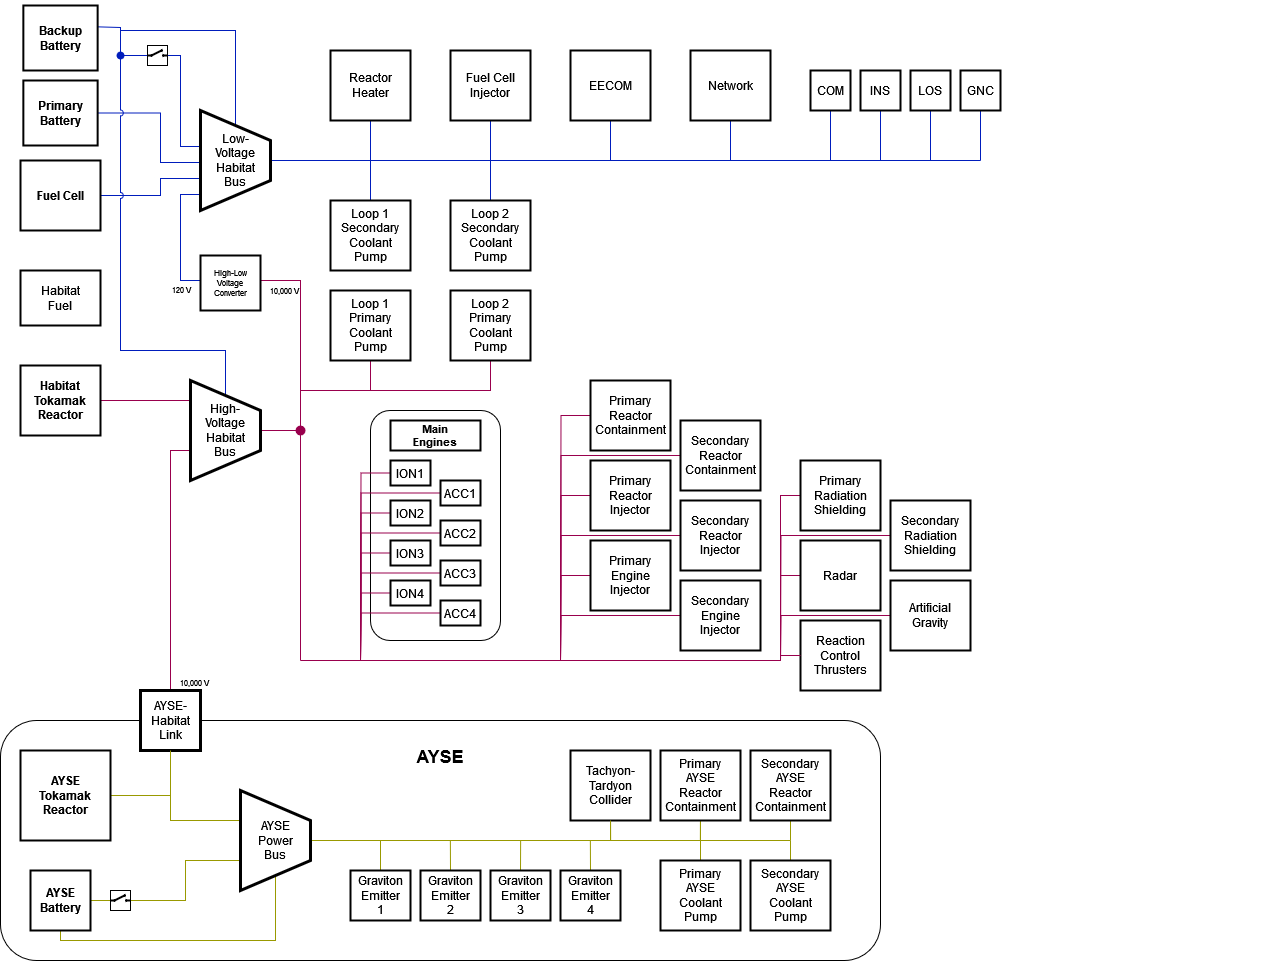 Backup
Battery
Primary
Battery
Fuel Cell
Habitat
Fuel
Habitat
Tokamak
Reactor
Low-
Voltage
Habitat
Bus
120 V
High-Low
Voltage
Converter
10,000 V
High-
Voltage
Habitat
Bus
Reactor
Heater
Fuel Cell
Injector
EECOM
Network
COM
INS
LOS
GNC
Loop 1
Secondary
Coolant
Pump
Loop 2
Secondary
Coolant
Pump
Loop 1
Primary
Coolant
Pump
Loop 2
Primary
Coolant
Pump
Main
Engines
ION1
ACC1
ION2
ACC2
ION3
ACC3
ION4
ACC4
Primary
Reactor
Containment
Secondary
Reactor
Containment
Primary
Reactor
Injector
Secondary
Reactor
Injector
Primary
Engine
Injector
Secondary
Engine
Injector
Primary
Radiation
Shielding
Secondary
Radiation
Shielding
Radar
Artificial
Gravity
Reaction
Control
Thrusters
10,000 V
AYSE-
Habitat
Link
AYSE
AYSE
Tokamak
Reactor
AYSE
Battery
AYSE
Power
Bus
Tachyon-
Tardyon
Collider
Primary
AYSE
Reactor
Containment
Secondary
AYSE
Reactor
Containment
Graviton
Emitter
1
Graviton
Emitter
2
Graviton
Emitter
3
Graviton
Emitter
4
Primary
AYSE
Coolant
Pump
Secondary
AYSE
Coolant
Pump